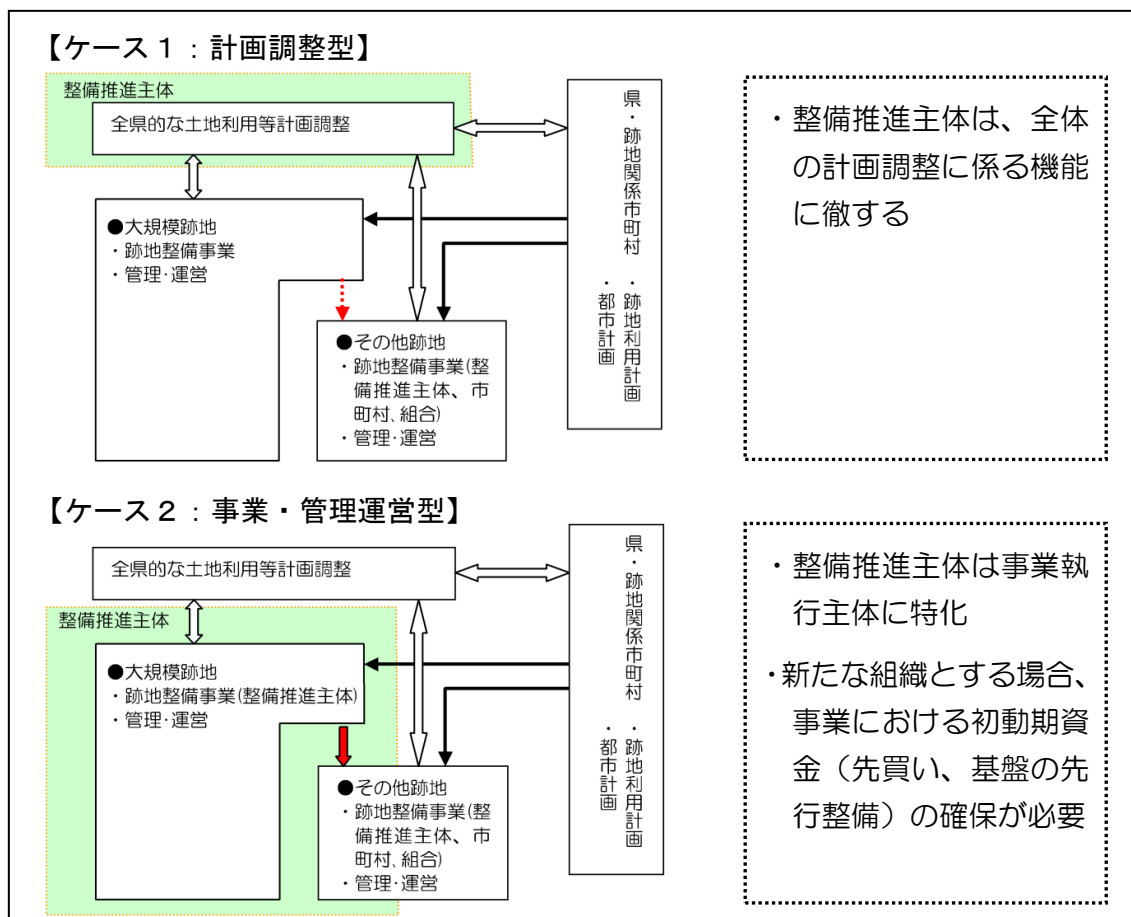 【ケース１：計画調整型】
整備推進主体
全県的な土地利用等計画調整
●大規模跡地
・跡地整備事業
・管理・運営
●その他跡地
・跡地整備事業(整
備推進主体、市
町村、組合)
・管理・運営
県・跡地関係市町村
・跡地利用計画
・都市計画
・整備推進主体は、全体
の計画調整に係る機能
に徹する
【ケース２：事業・管理運営型】
全県的な土地利用等計画調整
整備推進主体
●大規模跡地
・跡地整備事業(整備推進主体)
・管理・運営
●その他跡地
・跡地整備事業(整
備推進主体、市
町村、組合)
・管理・運営
県・跡地関係市町村
・跡地利用計画
・都市計画
・整備推進主体は事業執
行主体に特化
・新たな組織とする場合、
事業における初動期資
金（先買い、基盤の先
行整備）の確保が必要